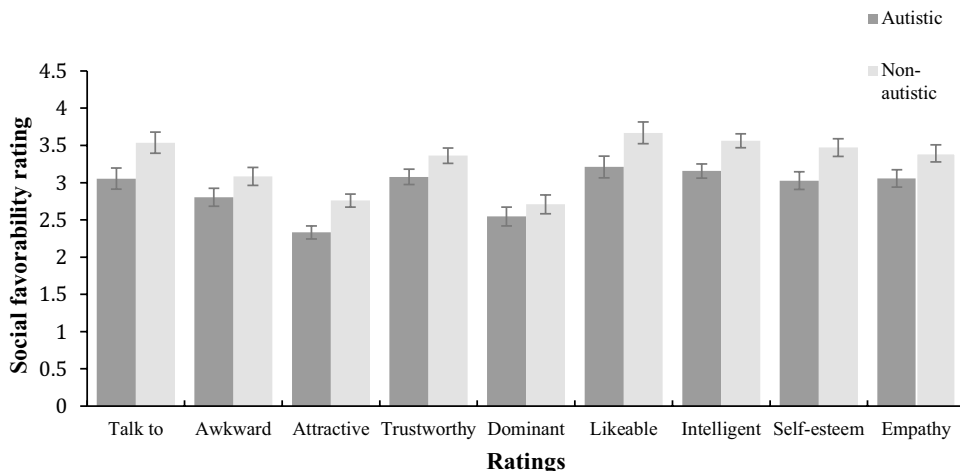 Autistic
Non-
autistic
Social favorability rating
4.5
4
3.5
3
2.5
2
1.5
1
0.5
0
Talk to Awkward Attractive Trustworthy Dominant Likeable Intelligent Self-esteem Empathy
Ratings